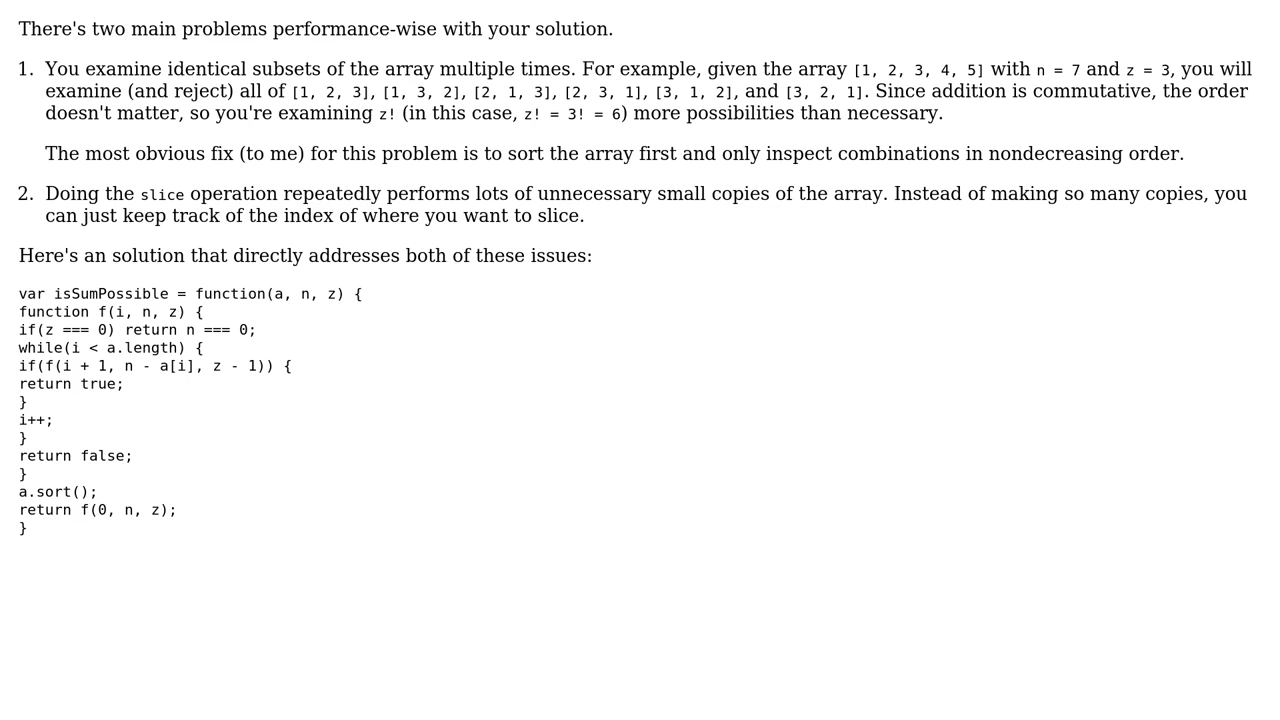 There's two main problems performance-wise with your solution.
1. You examine identical subsets of the array multiple times. For example, given the array [1, 2, 3, 4, 5] with n = 7 and z = 3, you will
examine (and reject) all of [1, 2, 3], [1, 3, 2], [2, 1, 3], [2, 3, 1], [3, 1, 2], and [3, 2, 1]. Since addition is commutative, the order
doesn't matter, so you're examining z! (in this case, z! = 3! = 6) more possibilities than necessary.
The most obvious fix (to me) for this problem is to sort the array first and only inspect combinations in nondecreasing order.
2. Doing the slice operation repeatedly performs lots of unnecessary small copies of the array. Instead of making so many copies, you
can just keep track of the index of where you want to slice.
Here's an solution that directly addresses both of these issues:
var isSumPossible = function(a, n, z) {
function f(i, n, z) {
if(z === 0) return n === 0;
while(i < a.length) {
if(f(i + 1, n - a[i], z - 1)) {
return true;
}
i++;
}
return false;
}
a.sort();
return f(0, n, z);
}